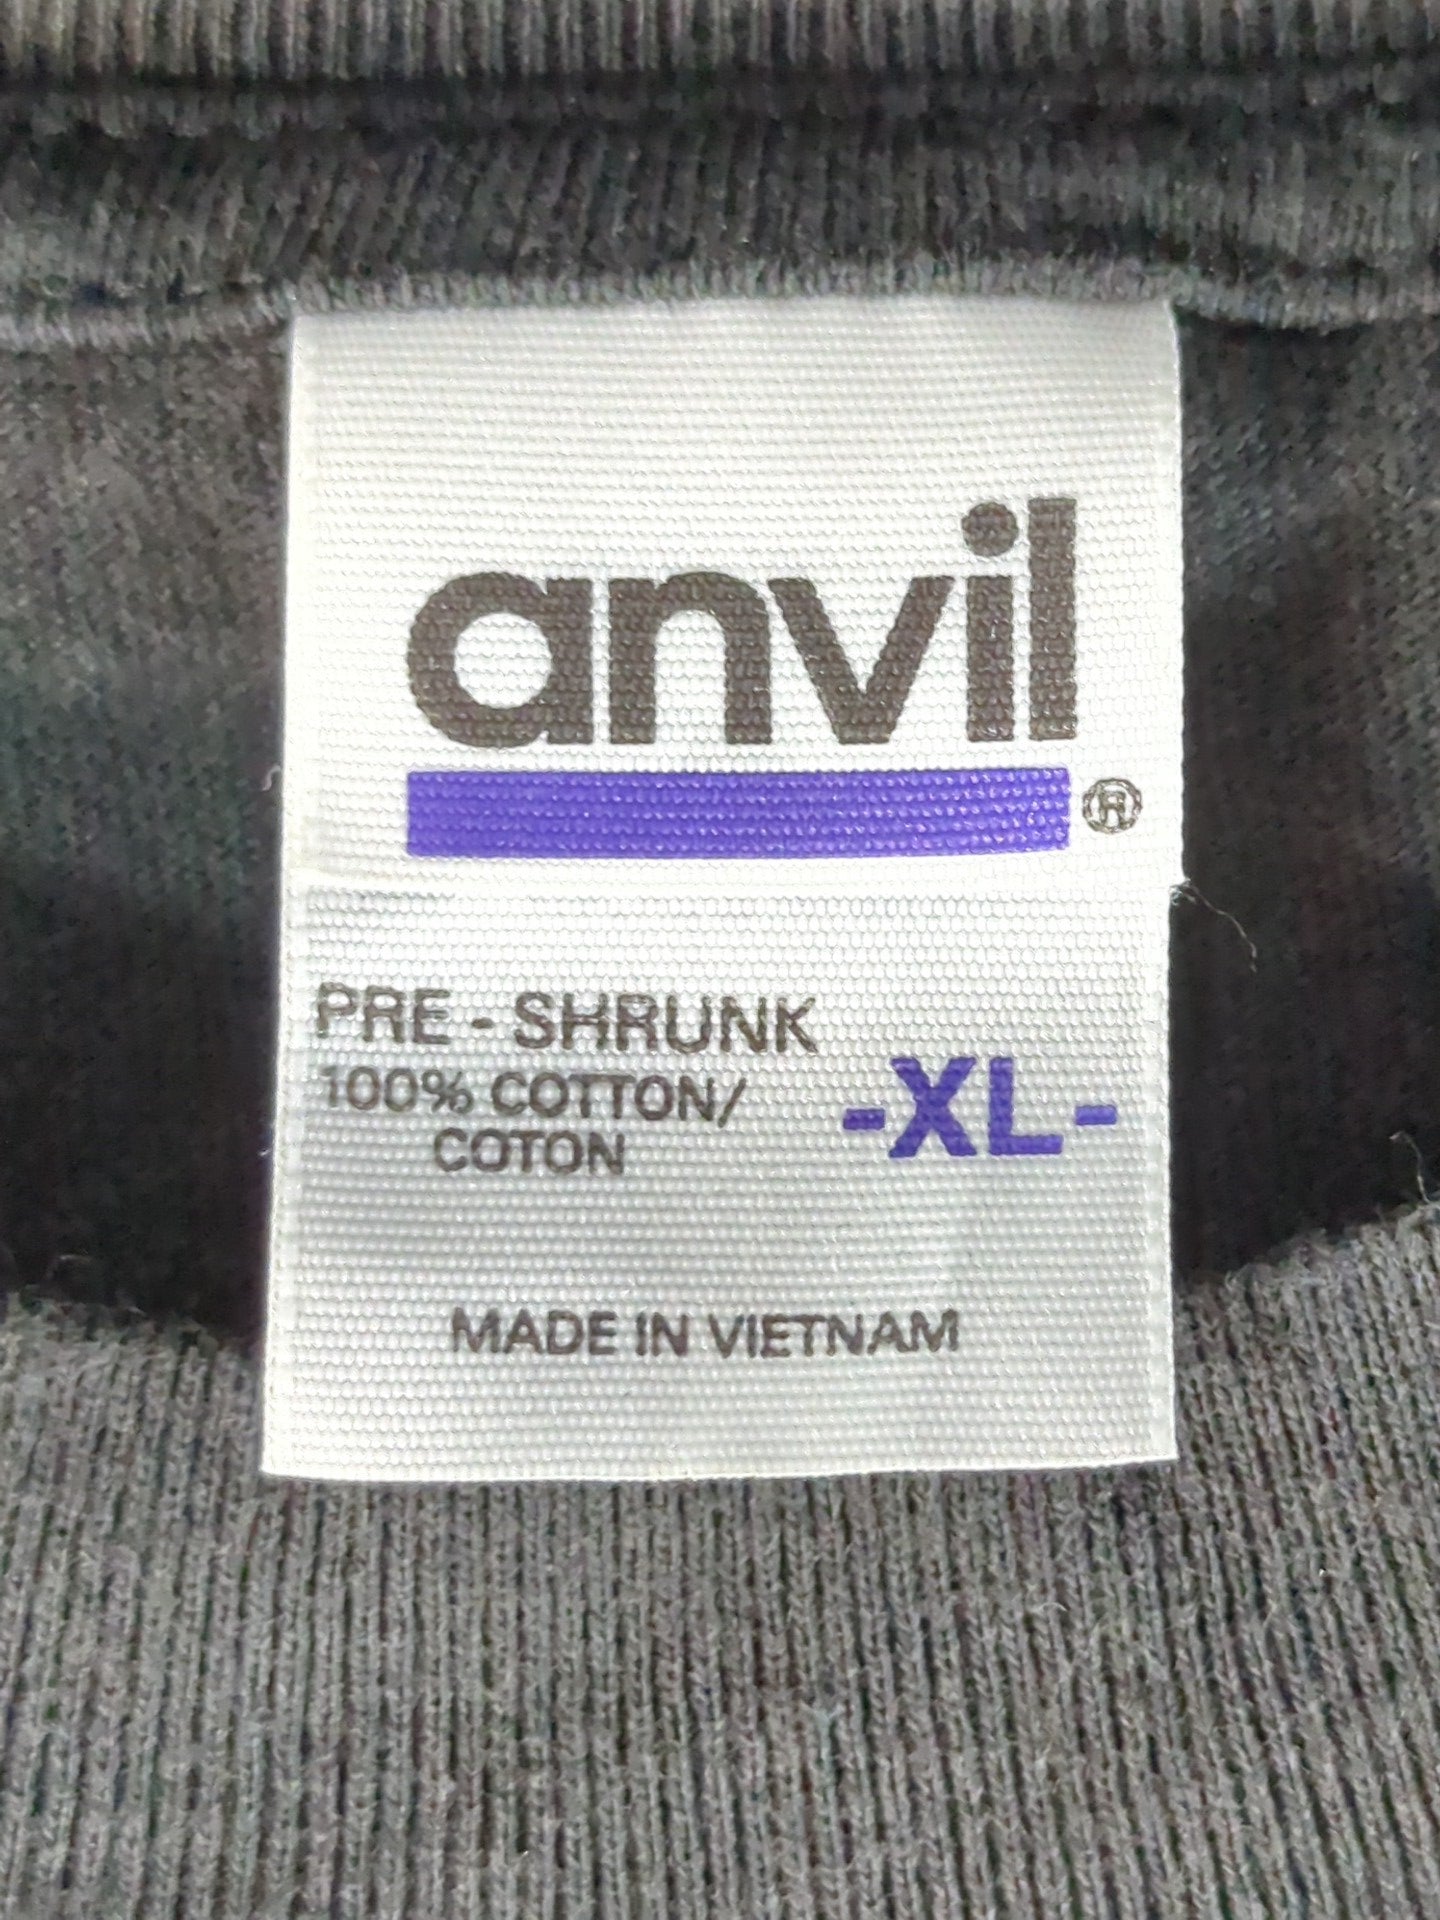 anvil
®
PRE - SHRUNK
100% COTTON/
COTON
-XL-
MADE IN VIETNAM